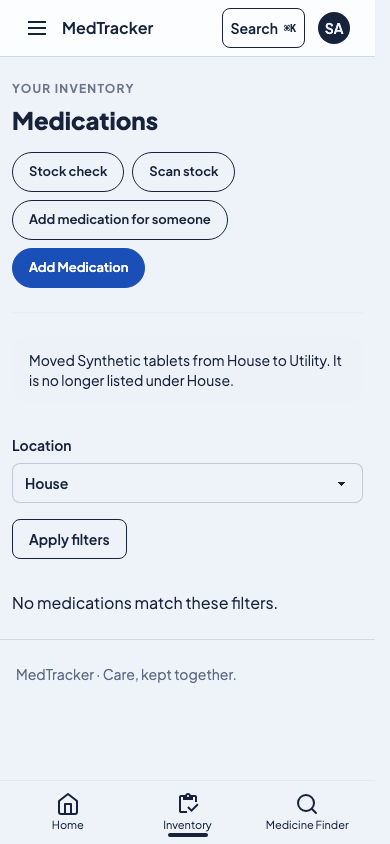 MedTracker
Search ⌘K
SA
YOUR INVENTORY
Medications
Stock check
Scan stock
Add medication for someone
Add Medication
Moved Synthetic tablets from House to Utility. It
is no longer listed under House.
Location
House
Apply filters
No medications match these filters.
MedTracker · Care, kept together.
Home
Inventory
Medicine Finder